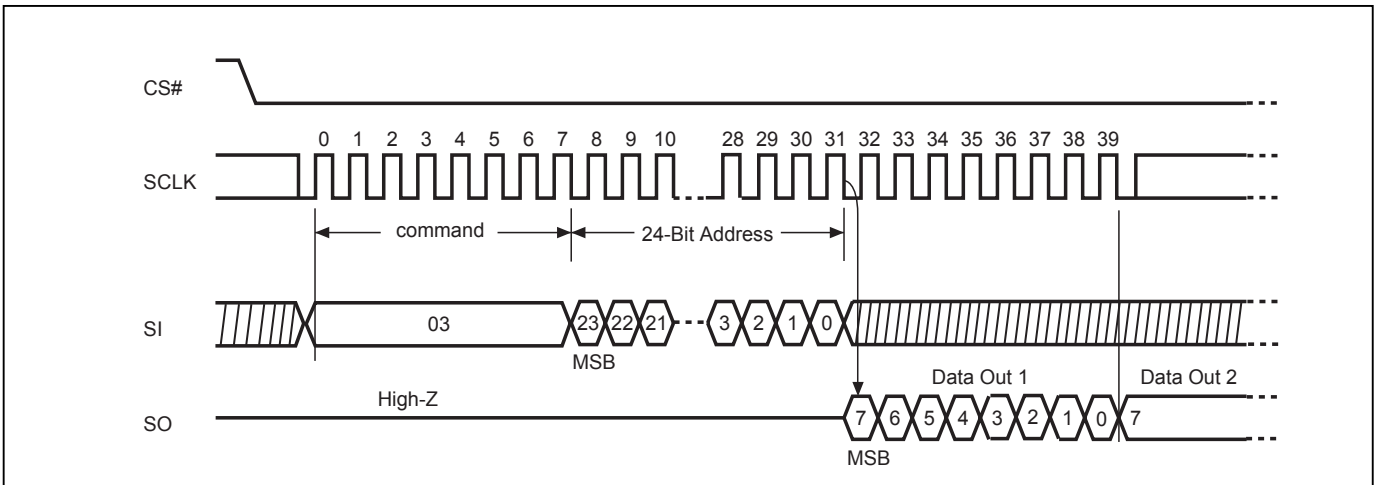 CS#
0 1 2 3 4 5 6 7 8 9 10 28 29 30 31 32 33 34 35 36 37 38 39
SCLK
command 24-Bit Address
SI 03 23 22 21 3 2 1 0
MSB
Data Out 1 Data Out 2
High-Z
SO 7 6 5 4 3 2 1 0 7
MSB